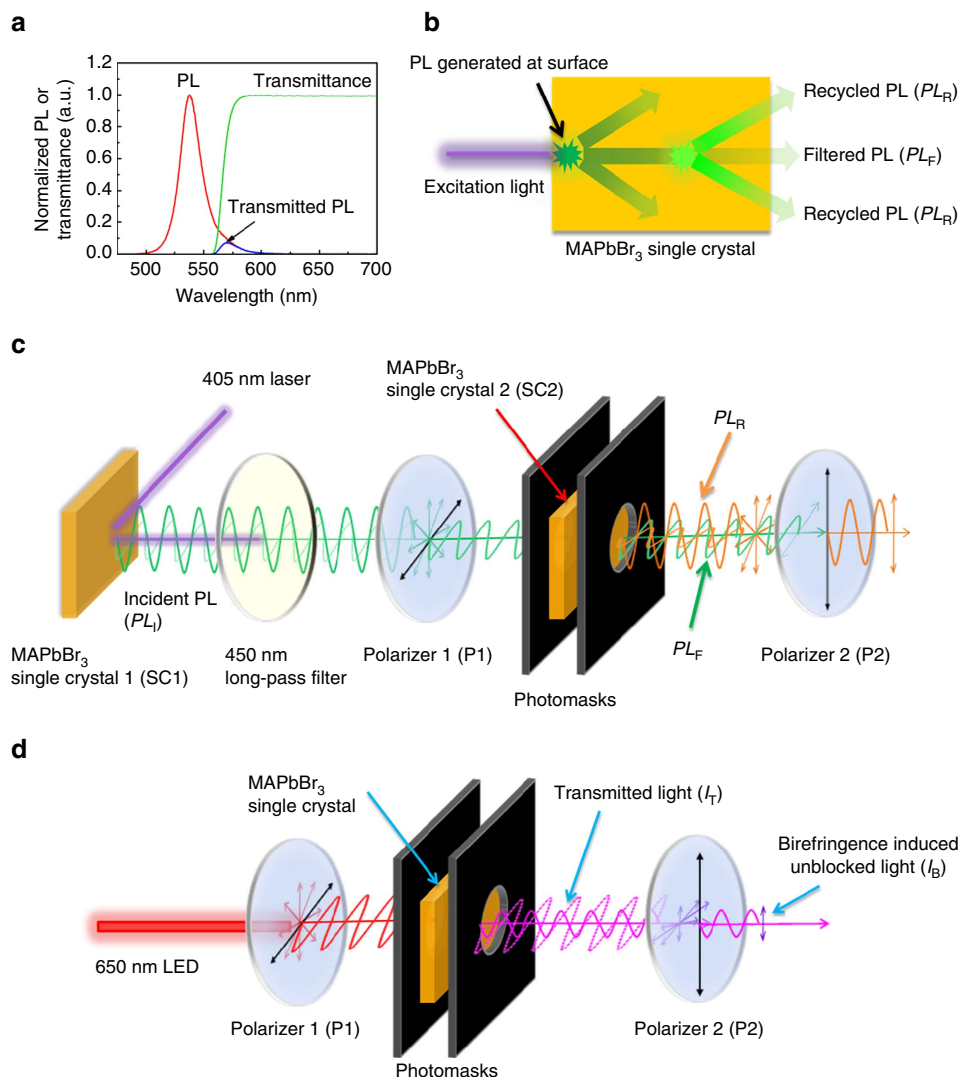 a
Normalized PL or
transmittance (a.u.)
1.2
1.0
0.8
0.6
0.4
0.2
0.0
PL
Transmittance
Transmitted PL
500 550 600 650 700
Wavelength (nm)
b
PL generated at surface
Excitation light
Recycled PL (PLR)
Filtered PL (PLF)
Recycled PL (PLR)
MAPbBr3 single crystal
c
405 nm laser
MAPbBr3
single crystal 2 (SC2)
PLR
Incident PL
(PLI)
MAPbBr3
single crystal 1 (SC1)
450 nm
long-pass filter
Polarizer 1 (P1)
Photomasks
PLF
Polarizer 2 (P2)
d
MAPbBr3
single crystal
Transmitted light (IT)
Birefringence induced
unblocked light (IB)
650 nm LED
Polarizer 1 (P1)
Photomasks
Polarizer 2 (P2)